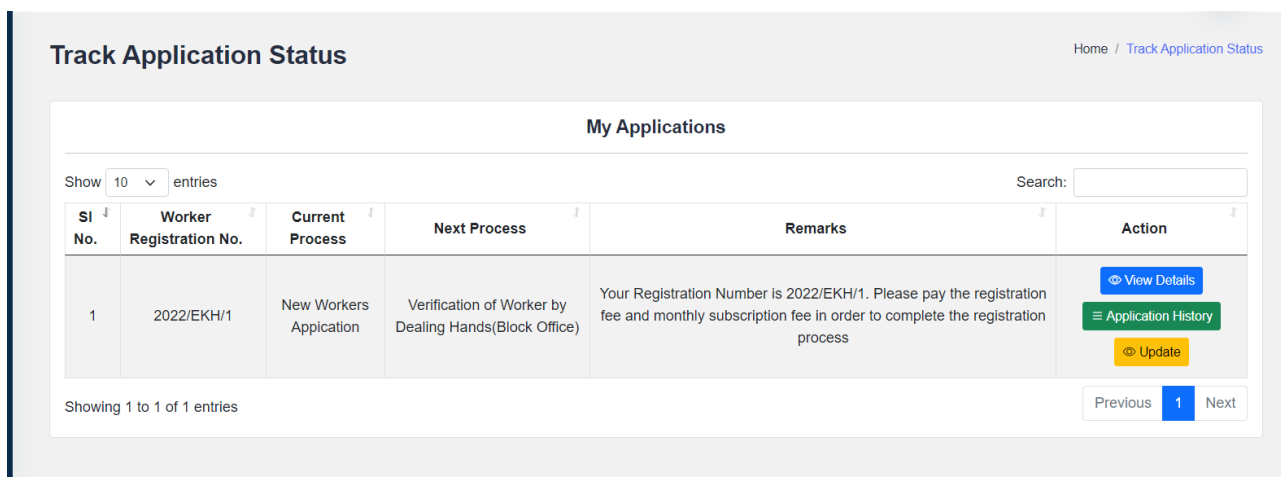 Track Application Status
Home / Track Application Status
My Applications
Show 10 entries
Search:
Sl No.
Worker Registration No.
Current Process
Next Process
Remarks
Action
1
2022/EKH/1
New Workers
Appication
Verification of Worker by
Dealing Hands(Block Office)
Your Registration Number is 2022/EKH/1. Please pay the registration
fee and monthly subscription fee in order to complete the registration
process
View Details
Application History
Update
Showing 1 to 1 of 1 entries
Previous 1 Next